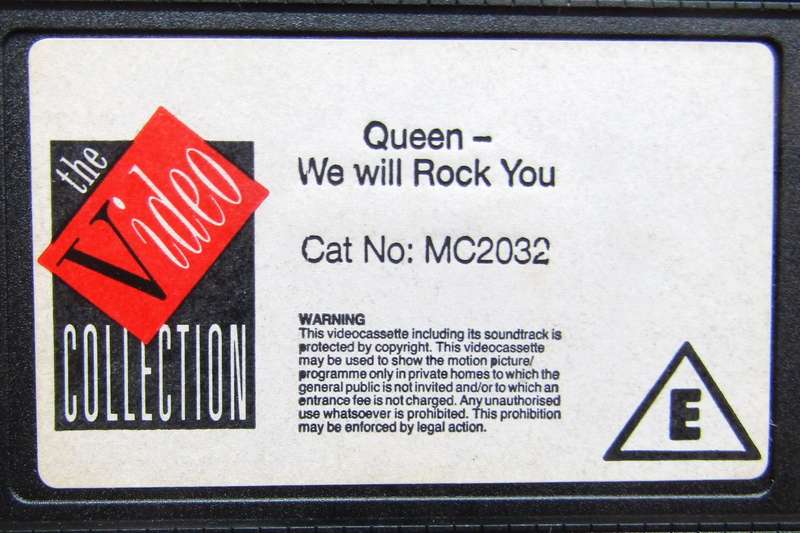 the
Video
COLLECTION
Queen –
We will Rock You
Cat No: MC2032
WARNING
This videocassette including its soundtrack is
protected by copyright. This videocassette
may be used to show the motion picture/
programme only in private homes to which the
general public is not invited and/or to which an
entrance fee is not charged. Any unauthorised
use whatsoever is prohibited. This prohibition
may be enforced by legal action.
E